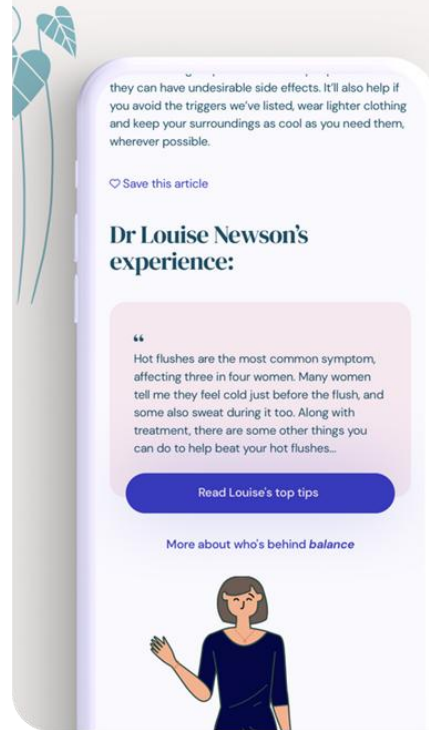 they can have undesirable side effects. It'll also help if
you avoid the triggers we've listed, wear lighter clothing
and keep your surroundings as cool as you need them,
wherever possible.
Save this article
Dr Louise Newson's
experience:
“
Hot flushes are the most common symptom,
affecting three in four women. Many women
tell me they feel cold just before the flush, and
some also sweat during it too. Along with
treatment, there are some other things you
can do to help beat your hot flushes...
Read Louise's top tips
More about who's behind balance